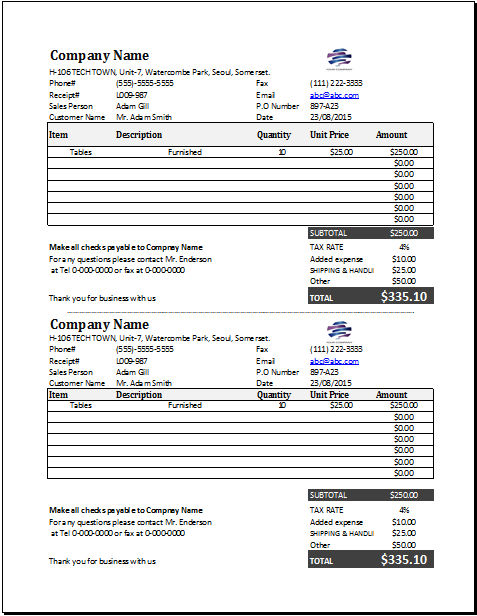 Company Name
H-106 TECH TOWN, Unit-7, Watercombe Park, Seoul, Somerset.
Phone# (555)-5555-5555 Fax (111) 222-3333
Receipt# L009-987 Email abc@abc.com
Sales Person Adam Gill P.O Number 897-A23
Customer Name Mr. Adam Smith Date 23/08/2015
Item Description Quantity Unit Price Amount
Tables Furnished 10 $25.00 $250.00
$0.00
$0.00
$0.00
$0.00
$0.00
$0.00
SUBTOTAL $250.00
Make all checks payable to Compnay Name TAX RATE 4%
For any questions please contact Mr. Enderson Added expense $10.00
at Tel 0-000-0000 or fax at 0-000-0000 SHIPPING & HANDLI $25.00
Other $50.00
Thank you for business with us TOTAL $335.10
Company Name
H-106 TECH TOWN, Unit-7, Watercombe Park, Seoul, Somerset.
Phone# (555)-5555-5555 Fax (111) 222-3333
Receipt# L009-987 Email abc@abc.com
Sales Person Adam Gill P.O Number 897-A23
Customer Name Mr. Adam Smith Date 23/08/2015
Item Description Quantity Unit Price Amount
Tables Furnished 10 $25.00 $250.00
$0.00
$0.00
$0.00
$0.00
$0.00
$0.00
SUBTOTAL $250.00
Make all checks payable to Compnay Name TAX RATE 4%
For any questions please contact Mr. Enderson Added expense $10.00
at Tel 0-000-0000 or fax at 0-000-0000 SHIPPING & HANDLI $25.00
Other $50.00
Thank you for business with us TOTAL $335.10